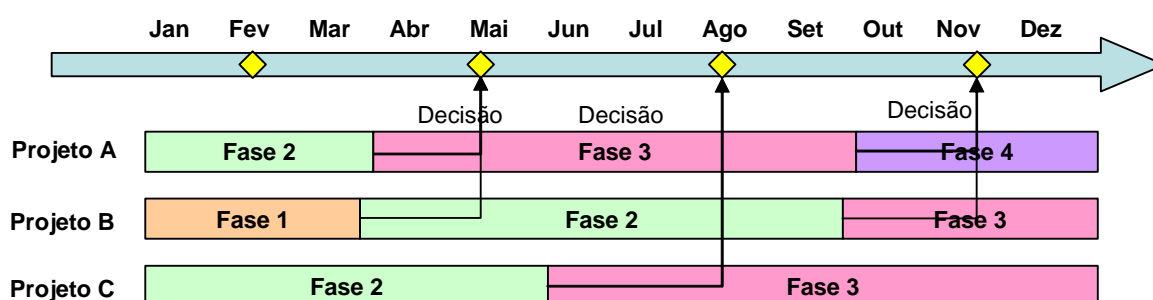 Jan Fev Mar Abr Mai Jun Jul Ago Set Out Nov Dez
Decisão Decisão Decisão
Projeto A Fase 2 Fase 3 Fase 4
Projeto B Fase 1 Fase 2 Fase 3
Projeto C Fase 2 Fase 3